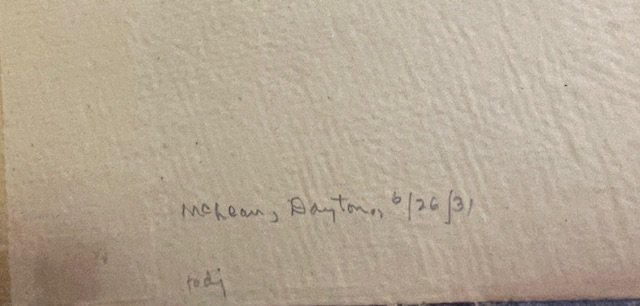 McLean, Dayton, 6/26/31